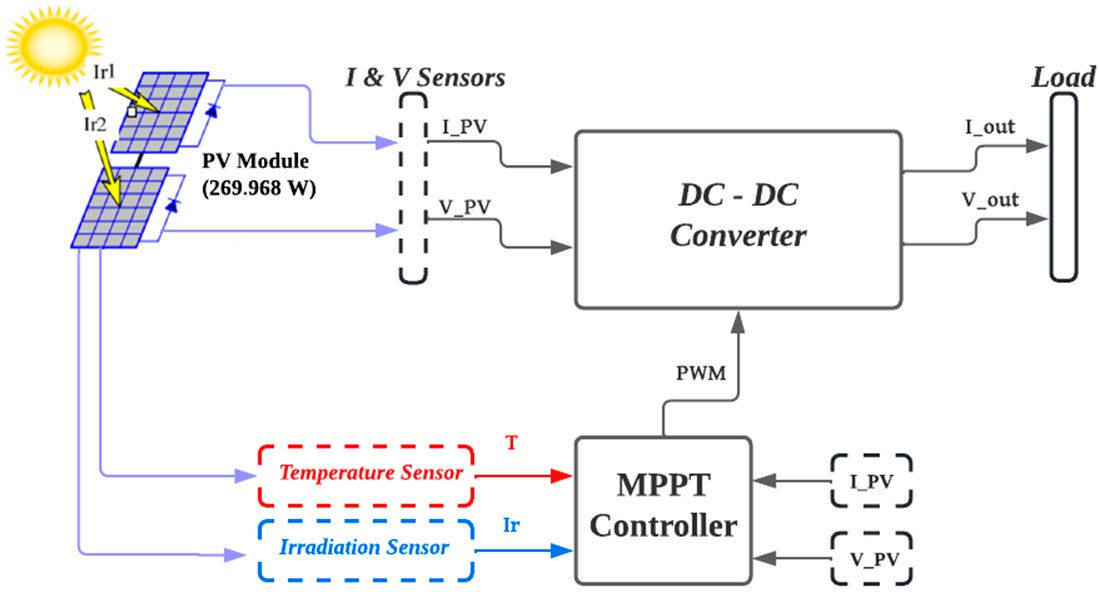 Ir1
Ir2
I & V Sensors
Load
I_PV
I_out
PV Module
(269.968 W)
DC - DC
Converter
V_PV
V_out
PWM
T
Temperature Sensor
MPPT
Controller
I_PV
Ir
Irradiation Sensor
V_PV